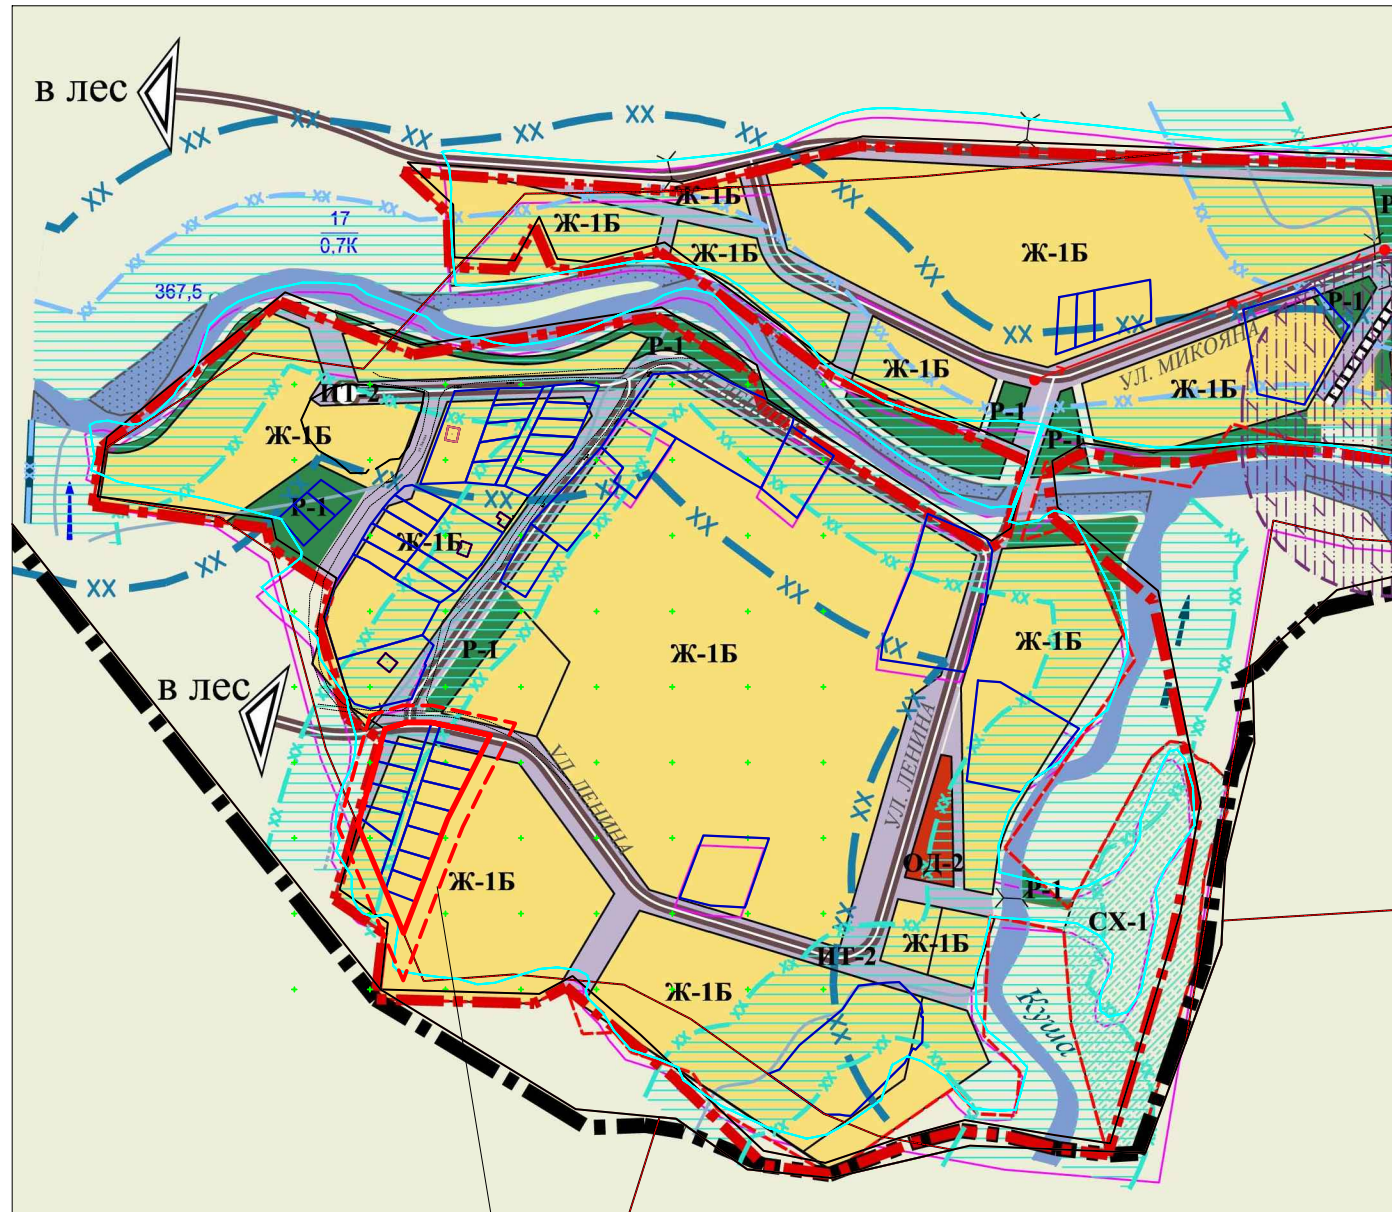 в лес
Ж-1Б
Ж-1Б
Ж-1Б
Ж-1Б
Р
17
0,7К
367,5
Р-1
УЛ. МИКОЯНА
Р-1
Ж-1Б
Ж-1Б
ИТ-2
Р-1
Р-1
Ж-1Б
Р-1
Ж-1Б
Ж-1Б
Р-1
Ж-1Б
в лес
УЛ. ЛЕНИНА
УЛ. ЛЕНИНА
ОД-2
Ж-1Б
Р-1
СХ-1
Ж-1Б
ИТ-2
Ж-1Б
Куша